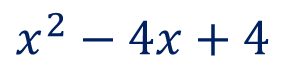 x² − 4x + 4